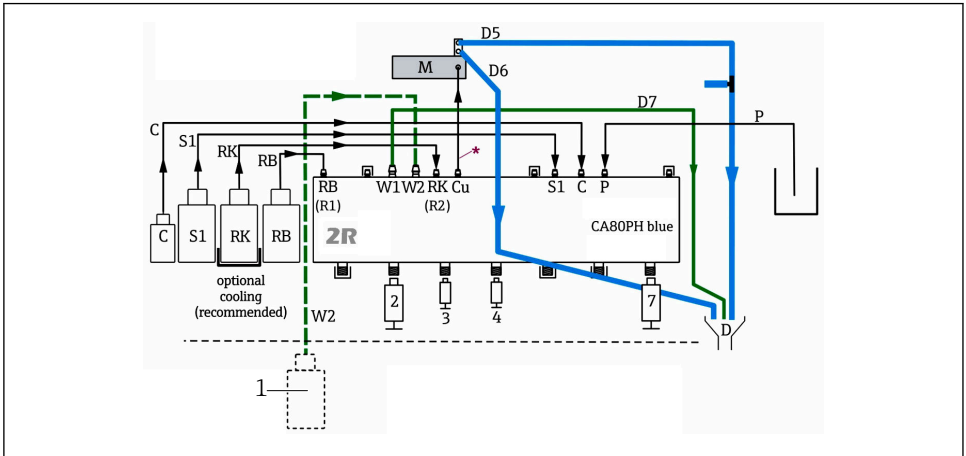 D5
M
D6
D7
C
S1
RK
RB
*
P
RB
W1
W2
RK
Cu
S1
C
P
(R1)
(R2)
C
S1
RK
RB
2R
CA80PH blue
optional
cooling
(recommended)
W2
2
3
4
7
D
1